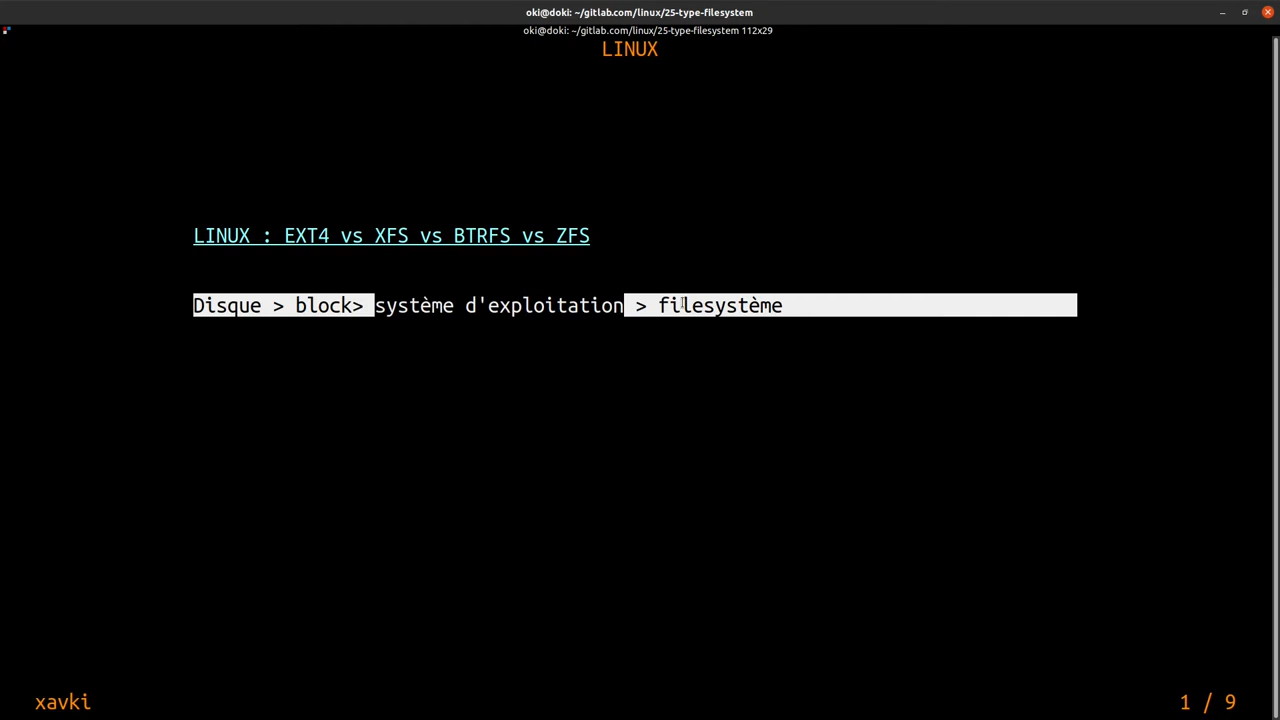 oki@doki: ~/gitlab.com/linux/25-type-filesystem
oki@doki: ~/gitlab.com/linux/25-type-filesystem 112x29
LINUX
LINUX : EXT4 vs XFS vs BTRFS vs ZFS
Disque > block> système d'exploitation > filesystème
xavki
1 / 9